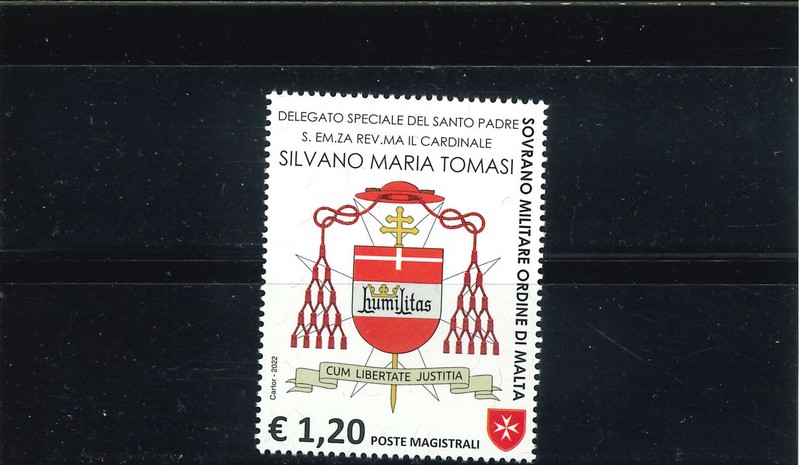 DELEGATO SPECIALE DEL SANTO PADRE
S. EM.ZA REV.MA IL CARDINALE
SILVANO MARIA TOMASI
SOVRANO MILITARE ORDINE DI MALTA
humilitas
CUM LIBERTATE JUSTITIA
Cartor - 2022
€ 1,20 POSTE MAGISTRALI